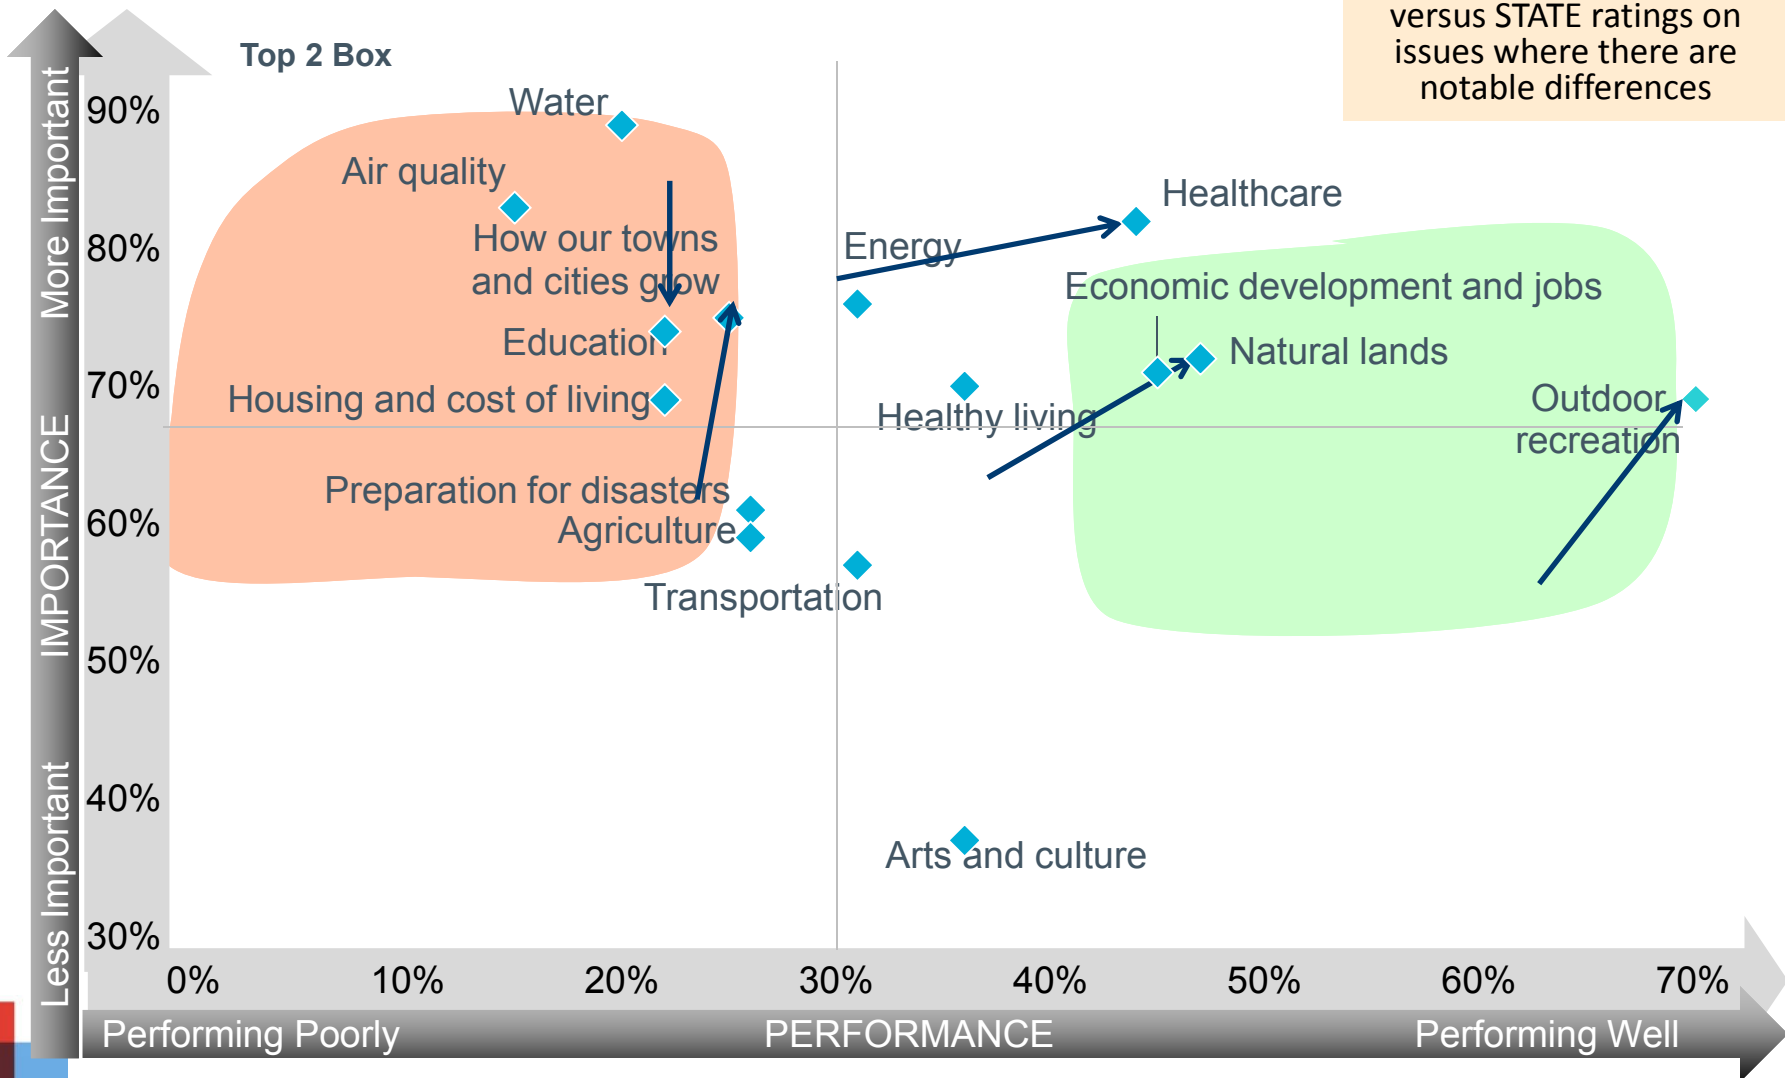 versus STATE ratings on
issues where there are
notable differences
Top 2 Box
More Important
IMPORTANCE
Less Important
90%
80%
70%
60%
50%
40%
30%
Water
Air quality
How our towns
and cities grow
Education
Housing and cost of living
Preparation for disasters
Agriculture
Transportation
Energy
Healthcare
Economic development and jobs
Natural lands
Healthy living
Outdoor
recreation
Arts and culture
0%
10%
20%
30%
40%
50%
60%
70%
Performing Poorly
PERFORMANCE
Performing Well